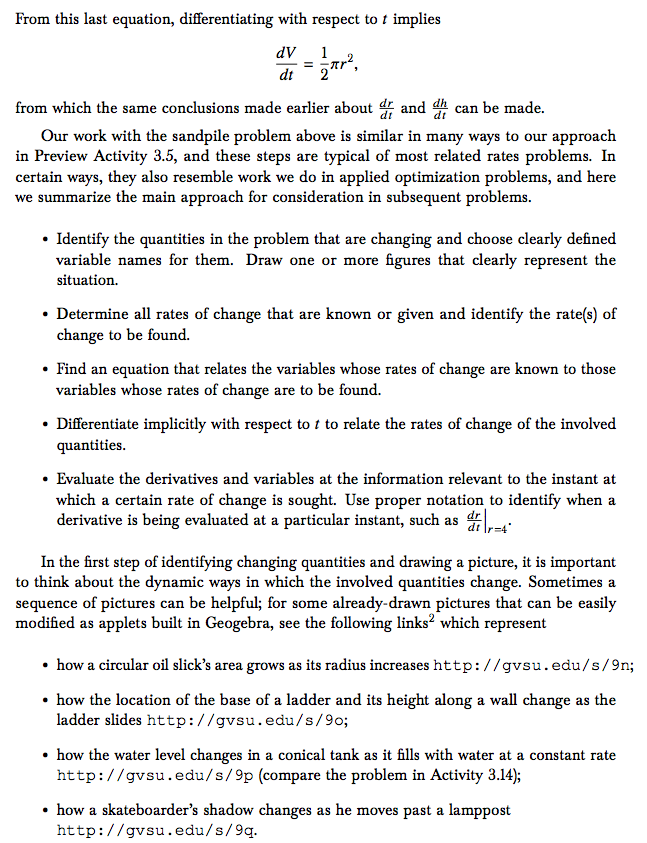 From this last equation, differentiating with respect to t implies
dV/dt = 1/2 πr²,
from which the same conclusions made earlier about dr/dt and dh/dt can be made.
Our work with the sandpile problem above is similar in many ways to our approach
in Preview Activity 3.5, and these steps are typical of most related rates problems. In
certain ways, they also resemble work we do in applied optimization problems, and here
we summarize the main approach for consideration in subsequent problems.
• Identify the quantities in the problem that are changing and choose clearly defined
variable names for them. Draw one or more figures that clearly represent the
situation.
• Determine all rates of change that are known or given and identify the rate(s) of
change to be found.
• Find an equation that relates the variables whose rates of change are known to those
variables whose rates of change are to be found.
• Differentiate implicitly with respect to t to relate the rates of change of the involved
quantities.
• Evaluate the derivatives and variables at the information relevant to the instant at
which a certain rate of change is sought. Use proper notation to identify when a
derivative is being evaluated at a particular instant, such as dr/dt|r=4.
In the first step of identifying changing quantities and drawing a picture, it is important
to think about the dynamic ways in which the involved quantities change. Sometimes a
sequence of pictures can be helpful; for some already-drawn pictures that can be easily
modified as applets built in Geogebra, see the following links² which represent
• how a circular oil slick's area grows as its radius increases http://gvsu.edu/s/9n;
• how the location of the base of a ladder and its height along a wall change as the
ladder slides http://gvsu.edu/s/9o;
• how the water level changes in a conical tank as it fills with water at a constant rate
http://gvsu.edu/s/9p (compare the problem in Activity 3.14);
• how a skateboarder's shadow changes as he moves past a lamppost
http://gvsu.edu/s/9q.